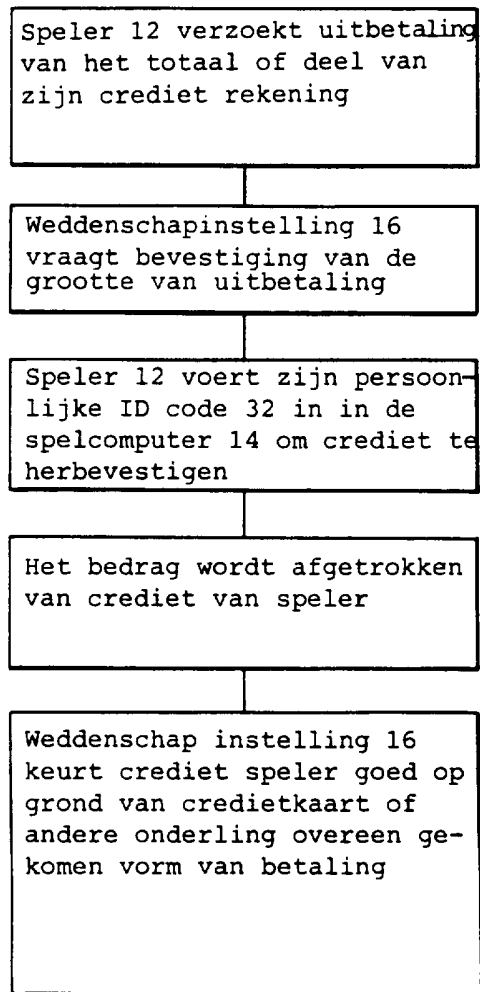 Speler 12 verzoekt uitbetaling
van het totaal of deel van
zijn crediet rekening
Weddenschapinstelling 16
vraagt bevestiging van de
grootte van uitbetaling
Speler 12 voert zijn persoon-
lijke ID code 32 in in de
spelcomputer 14 om crediet te
herbevestigen
Het bedrag wordt afgetrokken
van crediet van speler
Weddenschap instelling 16
keurt crediet speler goed op
grond van credietkaart of
andere onderling overeen ge-
komen vorm van betaling